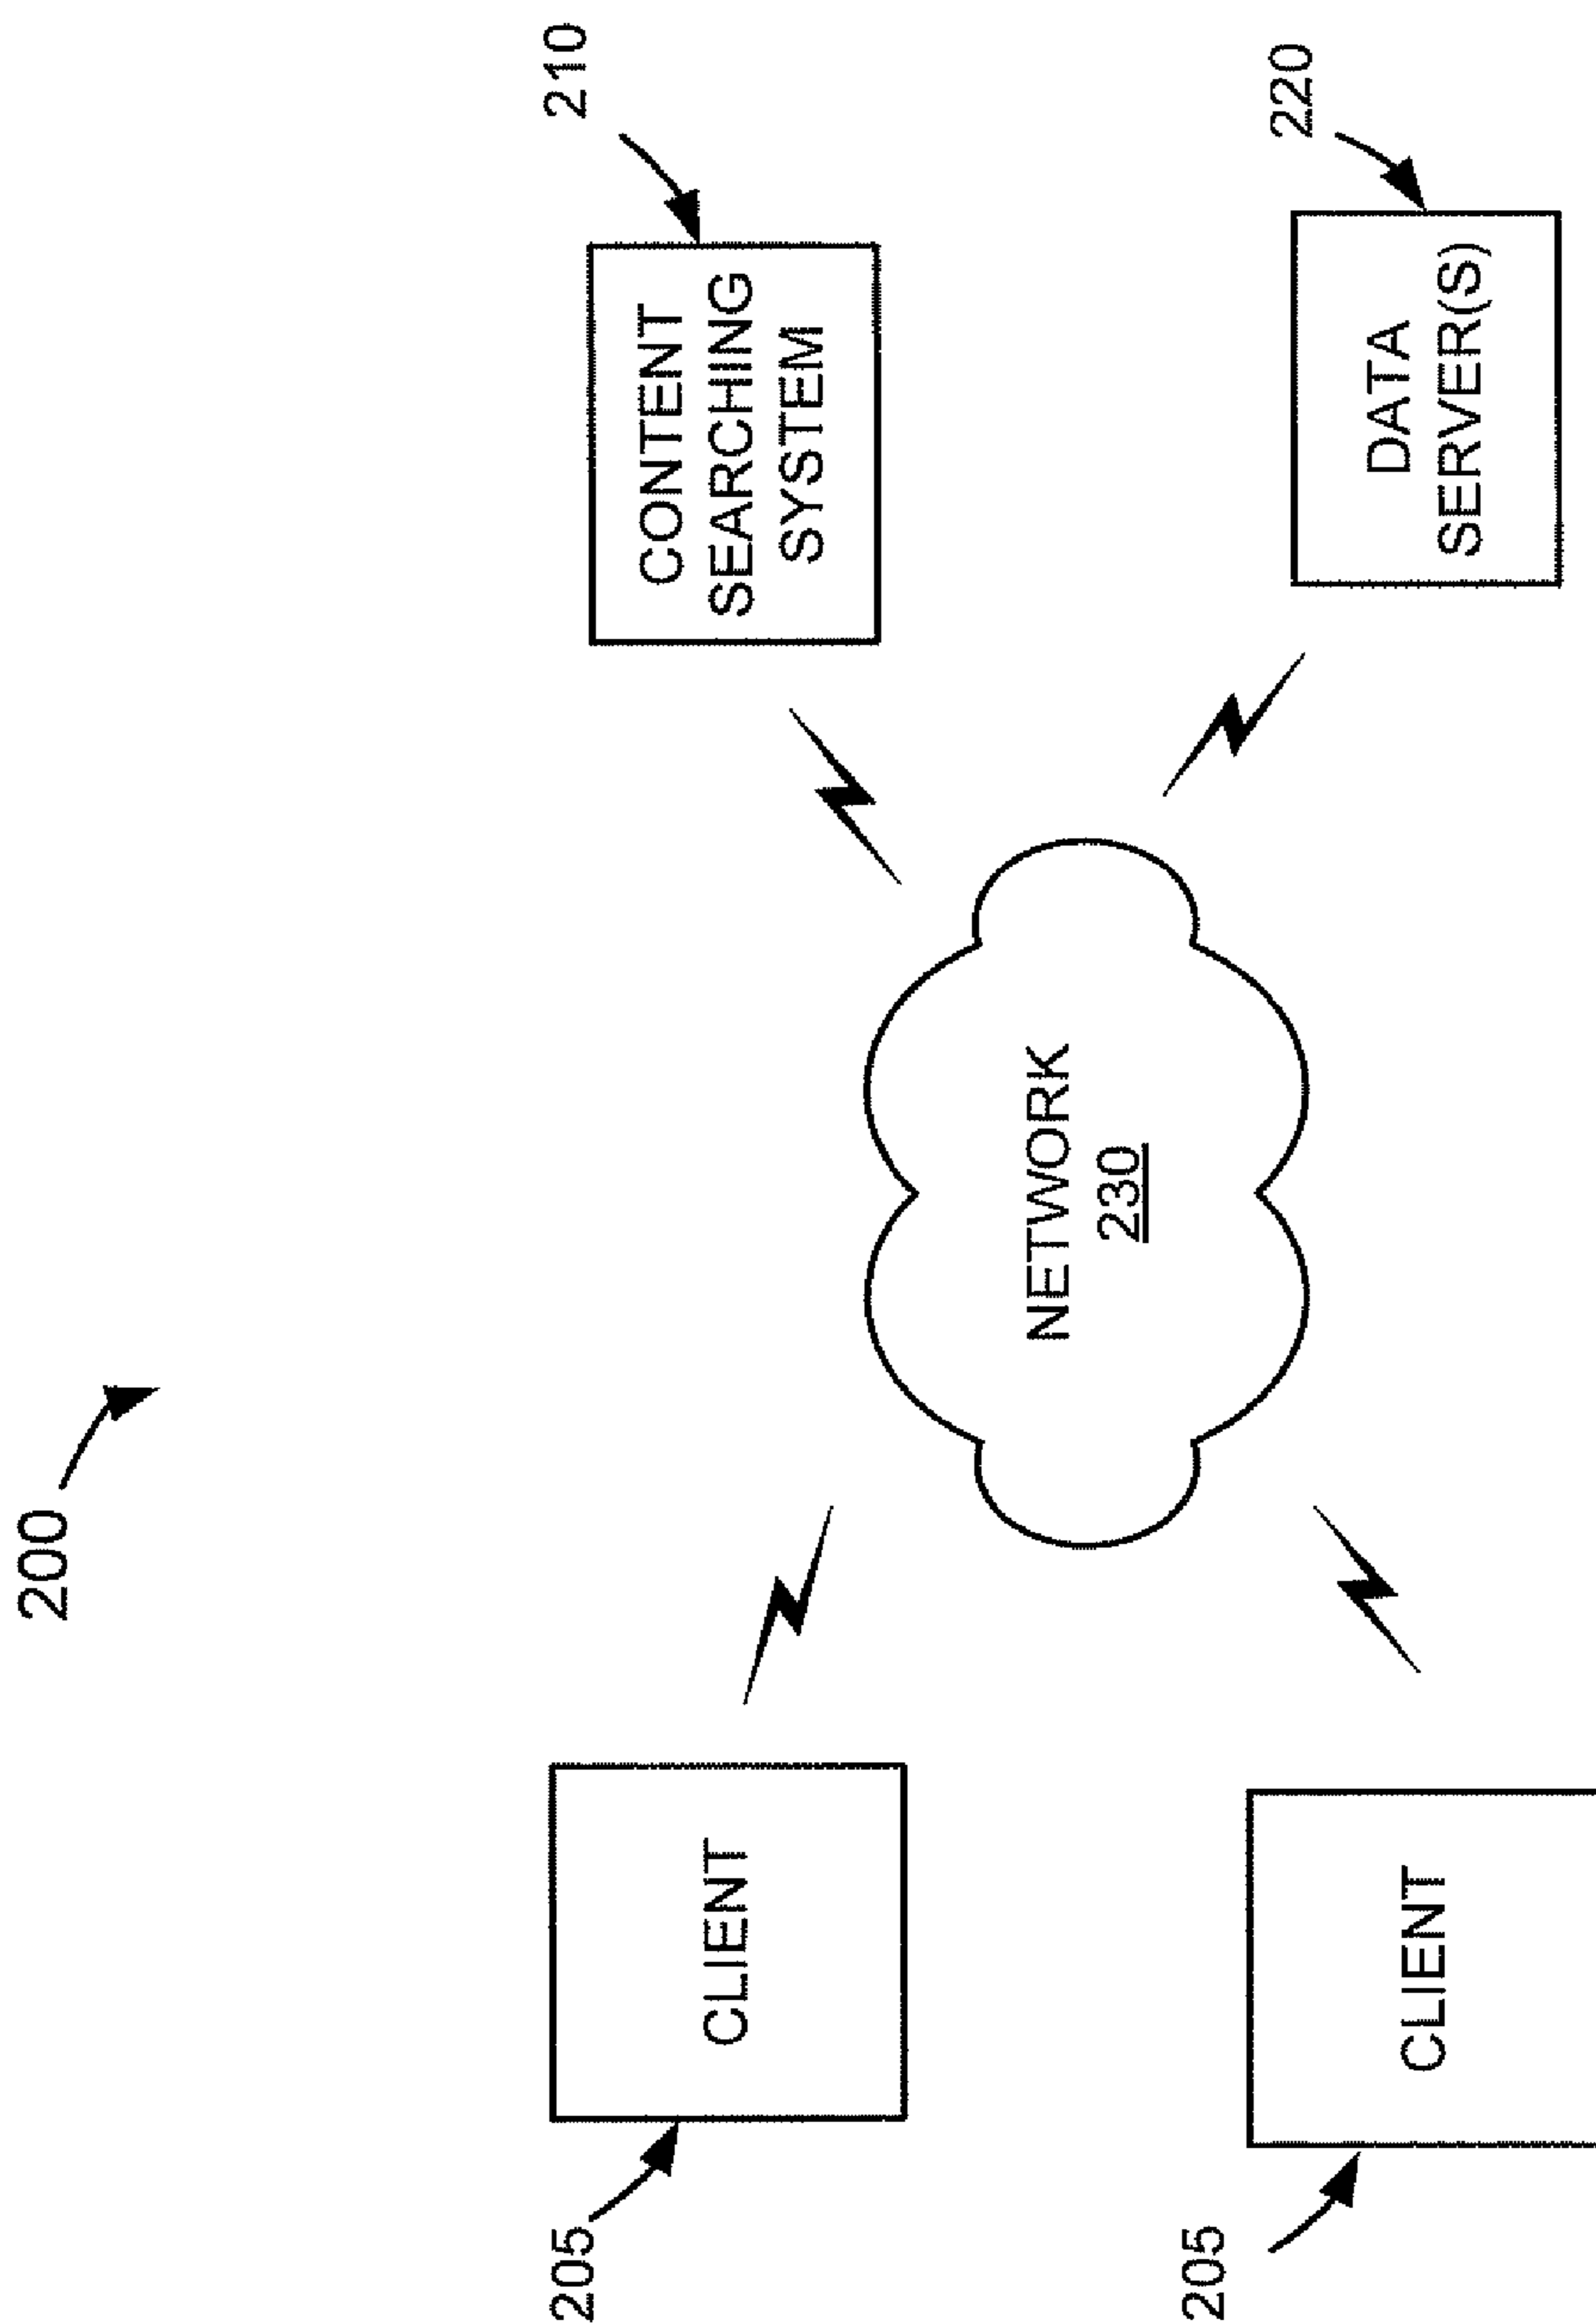 200
210
CONTENT
SEARCHING
SYSTEM
220
DATA
SERVER(S)
NETWORK
230
205
CLIENT
205
CLIENT